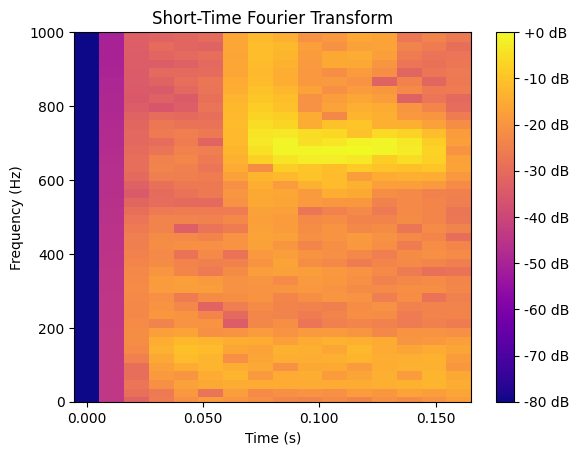 Short-Time Fourier Transform
1000
800
600
400
200
0
Frequency (Hz)
0.000
0.050
0.100
0.150
Time (s)
+0 dB
-10 dB
-20 dB
-30 dB
-40 dB
-50 dB
-60 dB
-70 dB
-80 dB